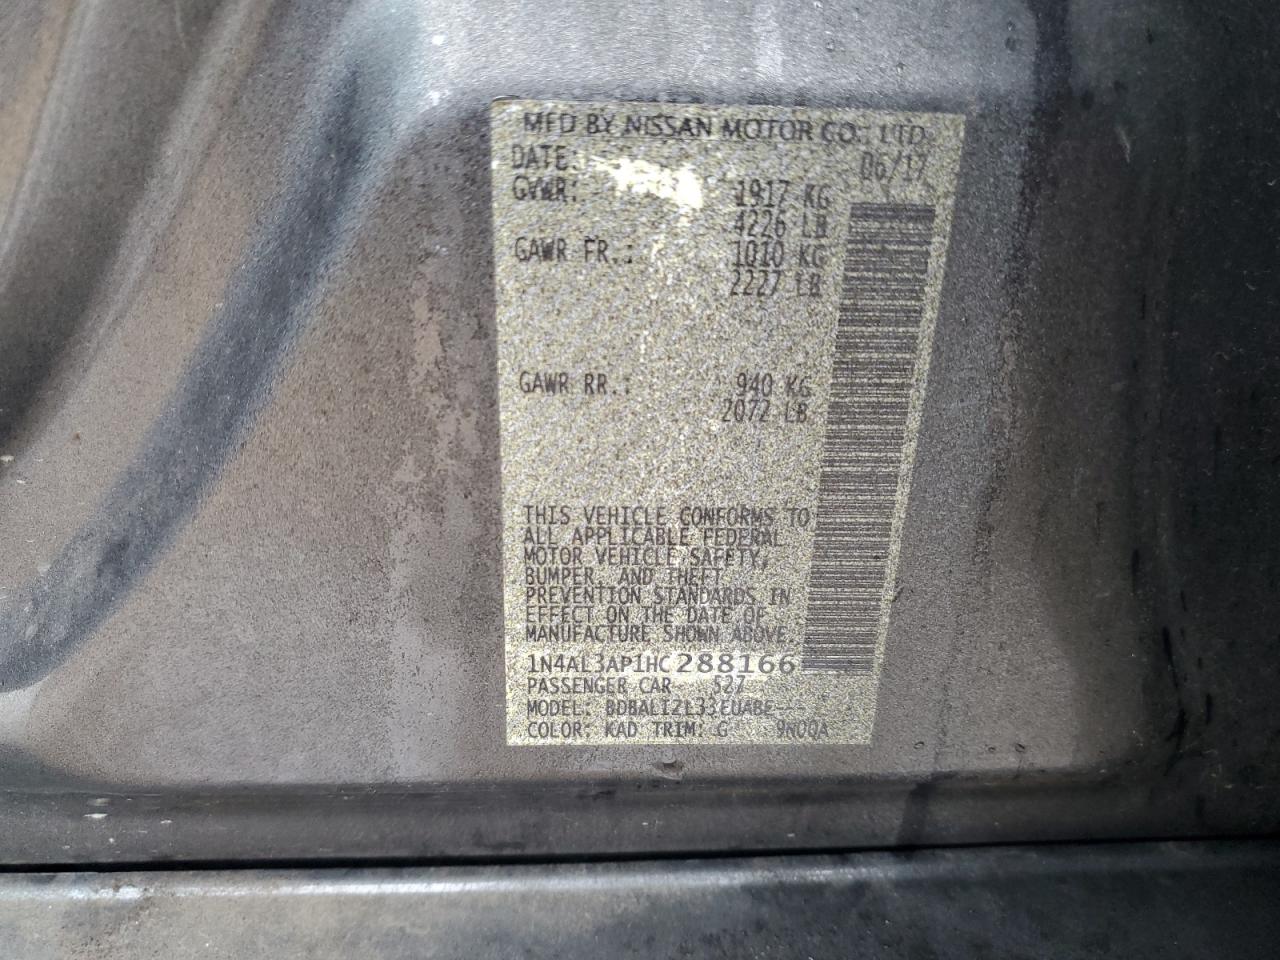 MFD BY NISSAN MOTOR CO., LTD.
DATE: 06/17
GVWR: 1917 KG
4226 LB
GAWR FR.: 1010 KG
2227 LB
GAWR RR.: 940 KG
2072 LB
THIS VEHICLE CONFORMS TO
ALL APPLICABLE FEDERAL
MOTOR VEHICLE SAFETY,
BUMPER, AND THEFT
PREVENTION STANDARDS IN
EFFECT ON THE DATE OF
MANUFACTURE SHOWN ABOVE.
1N4AL3AP1HC288166
PASSENGER CAR 527
MODEL:
COLOR: KAD TRIM: G